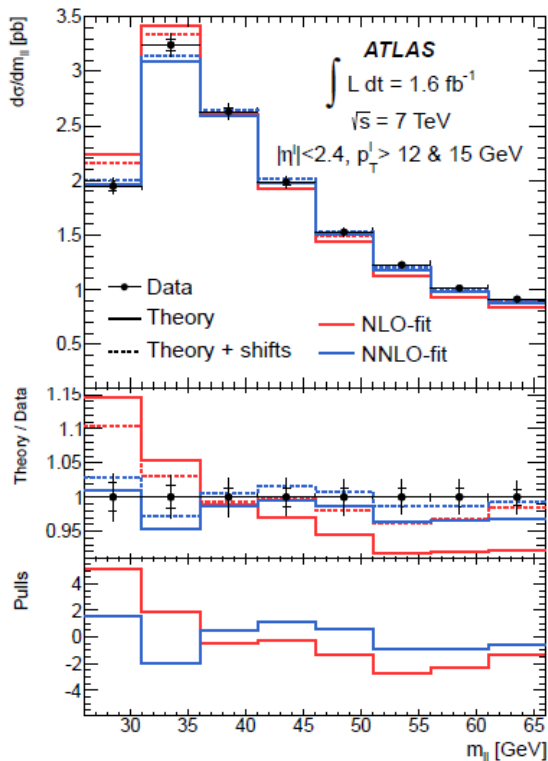 dσ/dm_ll [pb]
3.5
3
2.5
2
1.5
1
0.5
ATLAS
∫ L dt = 1.6 fb⁻¹
√s = 7 TeV
|η^l|<2.4, p_T^l> 12 & 15 GeV
Data
Theory
Theory + shifts
NLO-fit
NNLO-fit
Theory / Data
1.15
1.10
1.05
1.00
0.95
Pulls
4
2
0
-2
-4
30 35 40 45 50 55 60 65
m_ll [GeV]